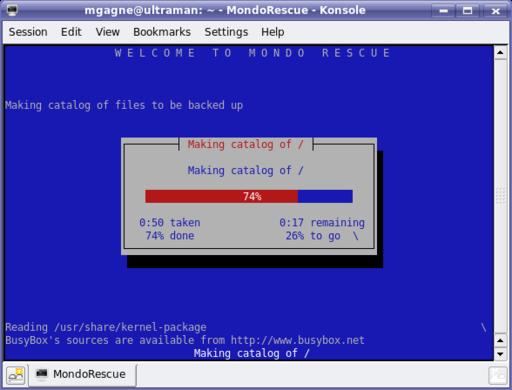 mgagne@ultraman: ~ - MondoRescue - Konsole
Session Edit View Bookmarks Settings Help
W E L C O M E   T O   M O N D O   R E S C U E
Making catalog of files to be backed up
Making catalog of /
Making catalog of /
74%
0:50 taken 0:17 remaining
74% done 26% to go \
Reading /usr/share/kernel-package \
BusyBox's sources are available from http://www.busybox.net
Making catalog of /
MondoRescue